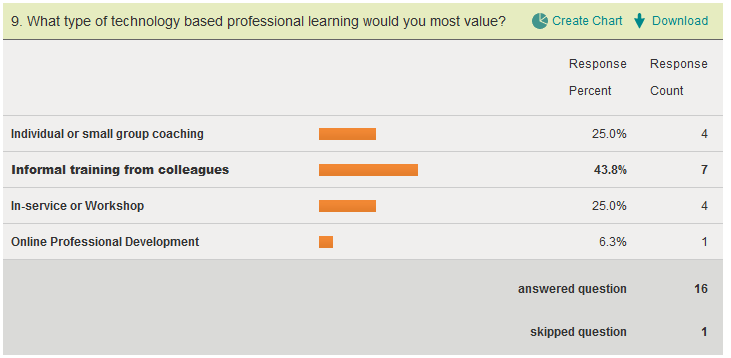 9. What type of technology based professional learning would you most value? Create Chart Download
Response Response
Percent Count
Individual or small group coaching 25.0% 4
Informal training from colleagues 43.8% 7
In-service or Workshop 25.0% 4
Online Professional Development 6.3% 1
answered question 16
skipped question 1